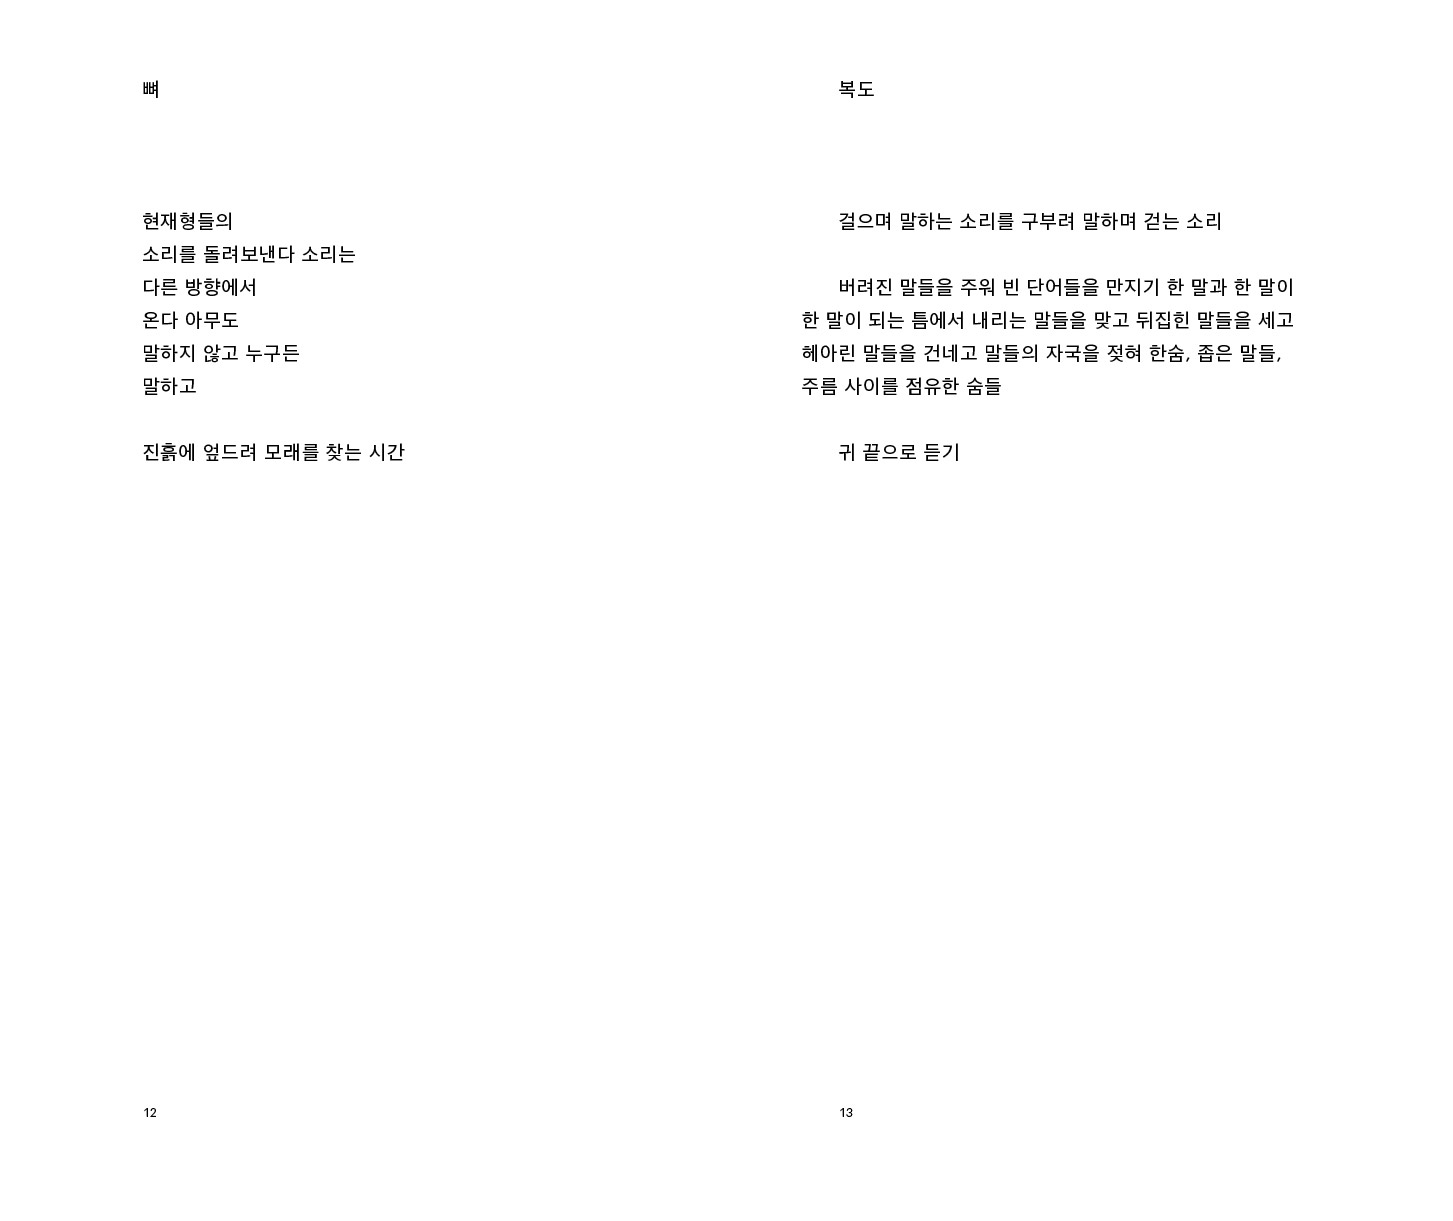 뼈
현재형들의
소리를 돌려보낸다 소리는
다른 방향에서
온다 아무도
말하지 않고 누구든
말하고
진흙에 엎드려 모래를 찾는 시간
12
복도
걸으며 말하는 소리를 구부려 말하며 걷는 소리
버려진 말들을 주워 빈 단어들을 만지기 한 말과 한 말이
한 말이 되는 틈에서 내리는 말들을 맞고 뒤집힌 말들을 세고
헤아린 말들을 건네고 말들의 자국을 젖혀 한숨, 좁은 말들,
주름 사이를 점유한 숨들
귀 끝으로 듣기
13